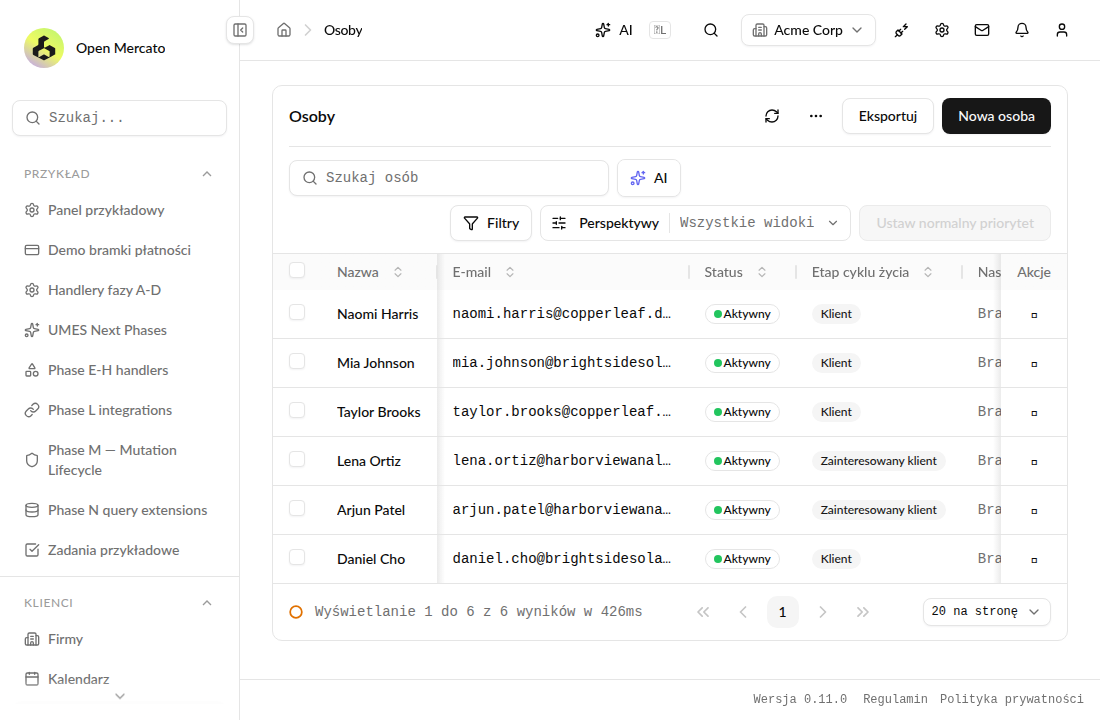 Open Mercato
Szukaj...
PRZYKŁAD
Panel przykładowy
Demo bramki płatności
Handlery fazy A-D
UMES Next Phases
Phase E-H handlers
Phase L integrations
Phase M — Mutation
Lifecycle
Phase N query extensions
Zadania przykładowe
KLIENCI
Firmy
Kalendarz
Osoby
AI
L
Acme Corp
Osoby
Eksportuj
Nowa osoba
Szukaj osób
AI
Filtry
Perspektywy
Wszystkie widoki
Ustaw normalny priorytet
Nazwa E-mail Status Etap cyklu życia Nas Akcje
Naomi Harris naomi.harris@copperleaf.d… Aktywny Klient Bra
Mia Johnson mia.johnson@brightsidesol… Aktywny Klient Bra
Taylor Brooks taylor.brooks@copperleaf.… Aktywny Klient Bra
Lena Ortiz lena.ortiz@harborviewanal… Aktywny Zainteresowany klient Bra
Arjun Patel arjun.patel@harborviewana… Aktywny Zainteresowany klient Bra
Daniel Cho daniel.cho@brightsidesola… Aktywny Klient Bra
Wyświetlanie 1 do 6 z 6 wyników w 426ms
1
20 na stronę
Wersja 0.11.0 Regulamin Polityka prywatności